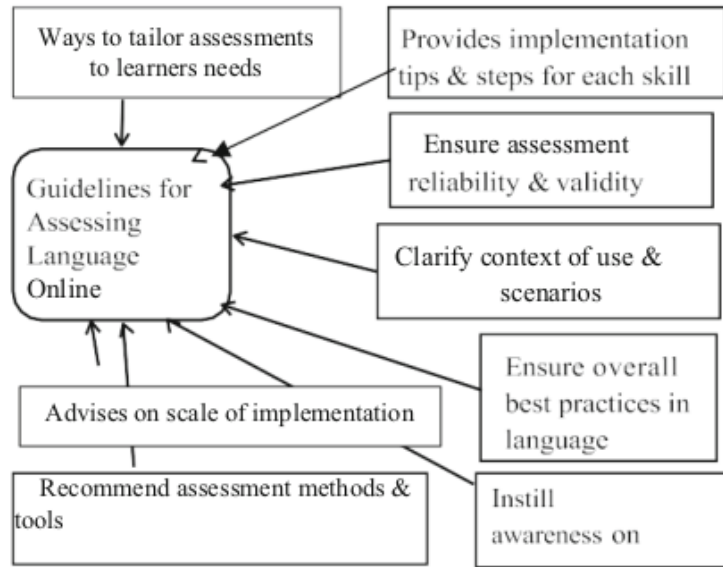 Ways to tailor assessments
to learners needs
Provides implementation
tips & steps for each skill
Ensure assessment
reliability & validity
Guidelines for
Assessing
Language
Online
Clarify context of use &
scenarios
Ensure overall
best practices in
language
Advises on scale of implementation
Recommend assessment methods &
tools
Instill
awareness on